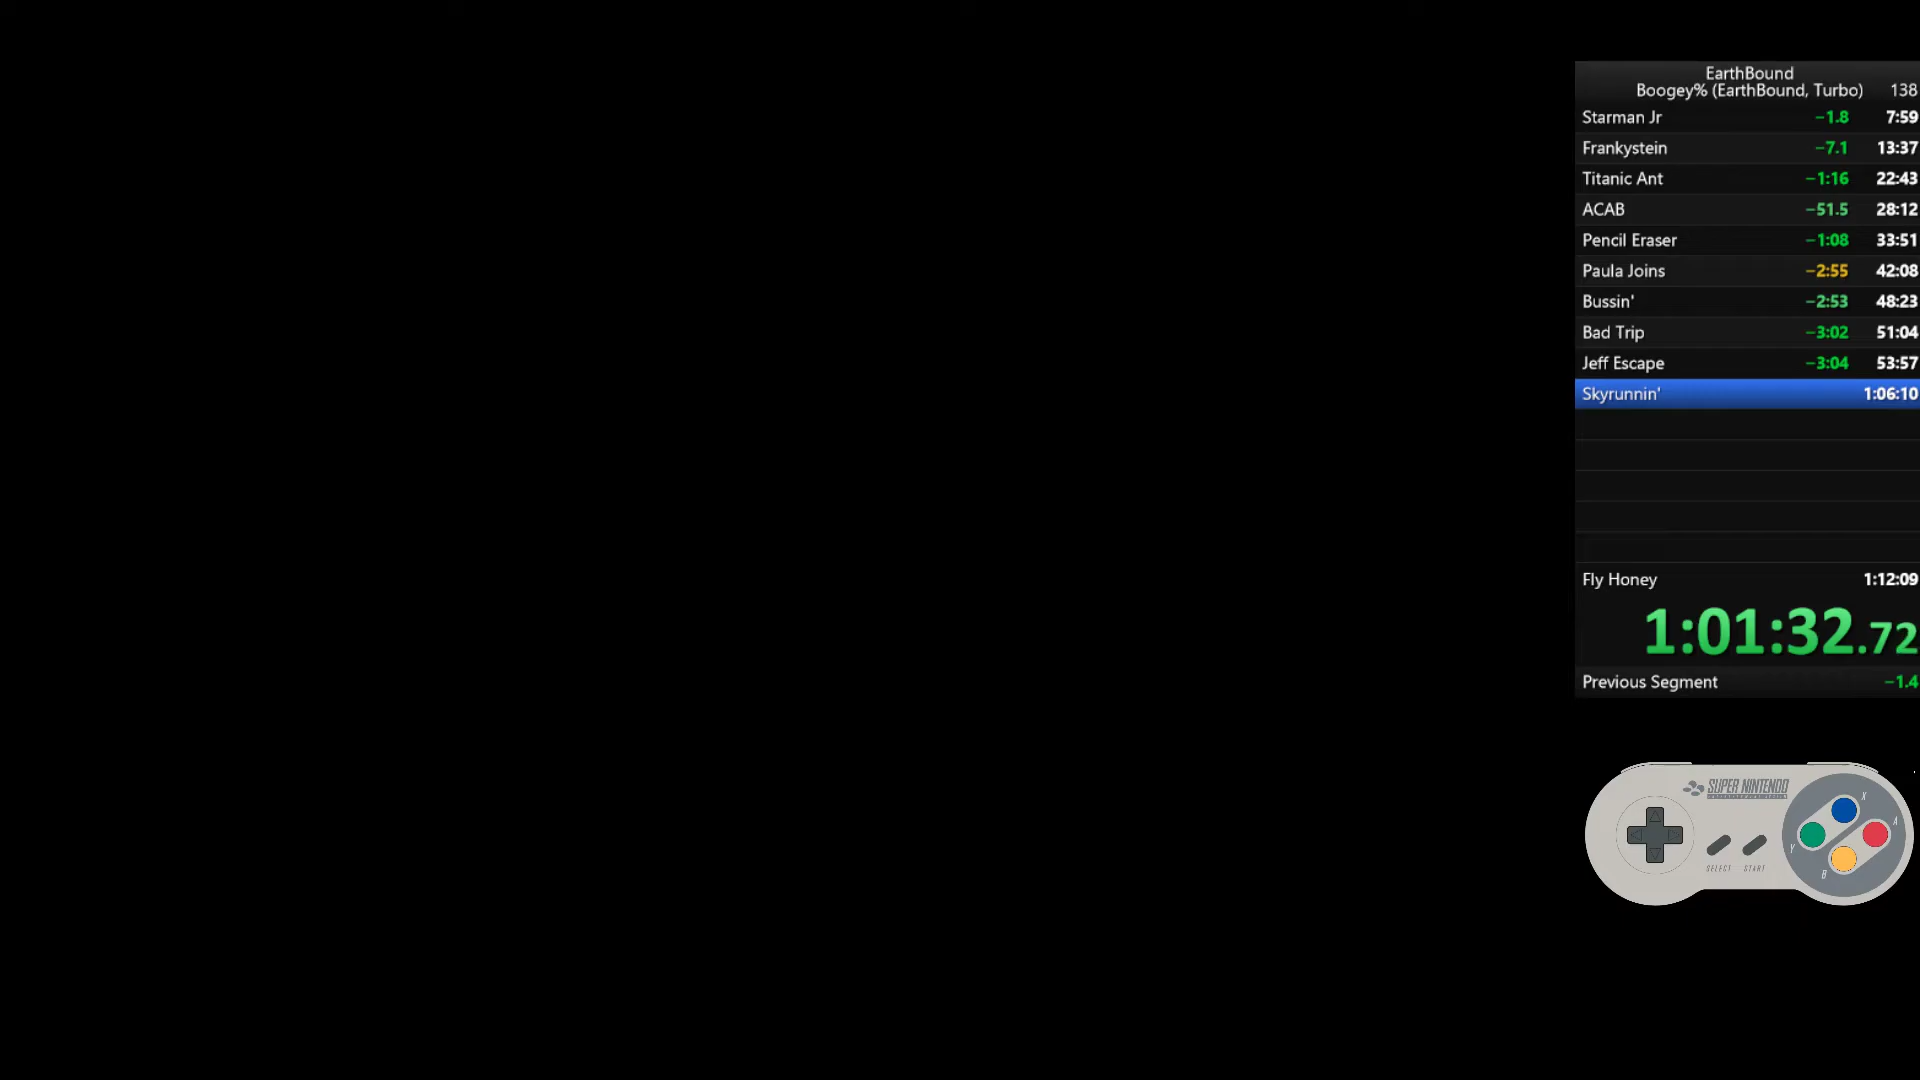 EarthBound
Boogey% (EarthBound, Turbo) 138
Starman Jr −1.8 7:59
Frankystein −7.1 13:37
Titanic Ant −1:16 22:43
ACAB −51.5 28:12
Pencil Eraser −1:08 33:51
Paula Joins −2:55 42:08
Bussin' −2:53 48:23
Bad Trip −3:02 51:04
Jeff Escape −3:04 53:57
Skyrunnin' 1:06:10
Fly Honey 1:12:09
1:01:32.72
Previous Segment −1.4
SUPER NINTENDO
X
A
Y
B
SELECT START